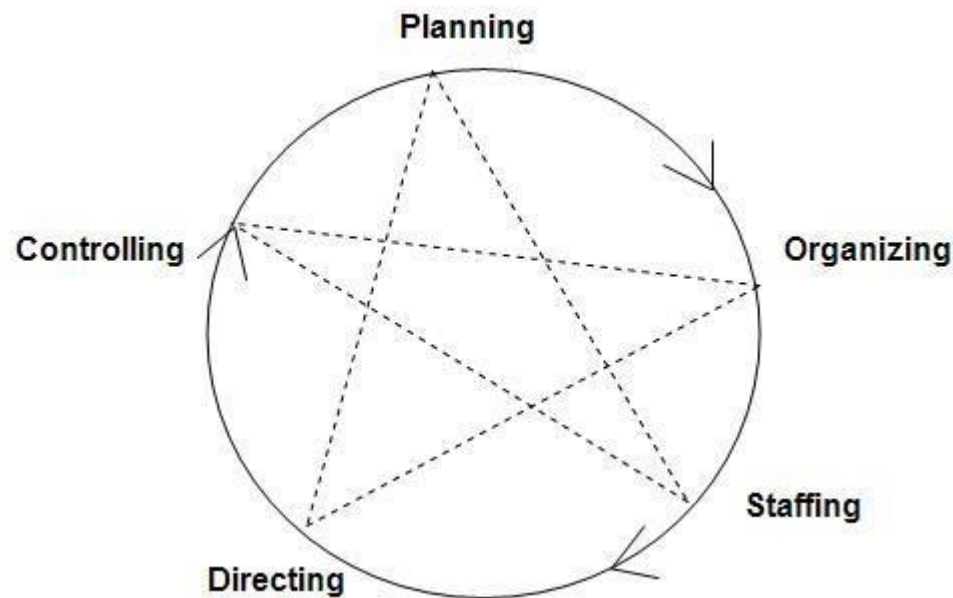 Planning
Controlling
Organizing
Staffing
Directing